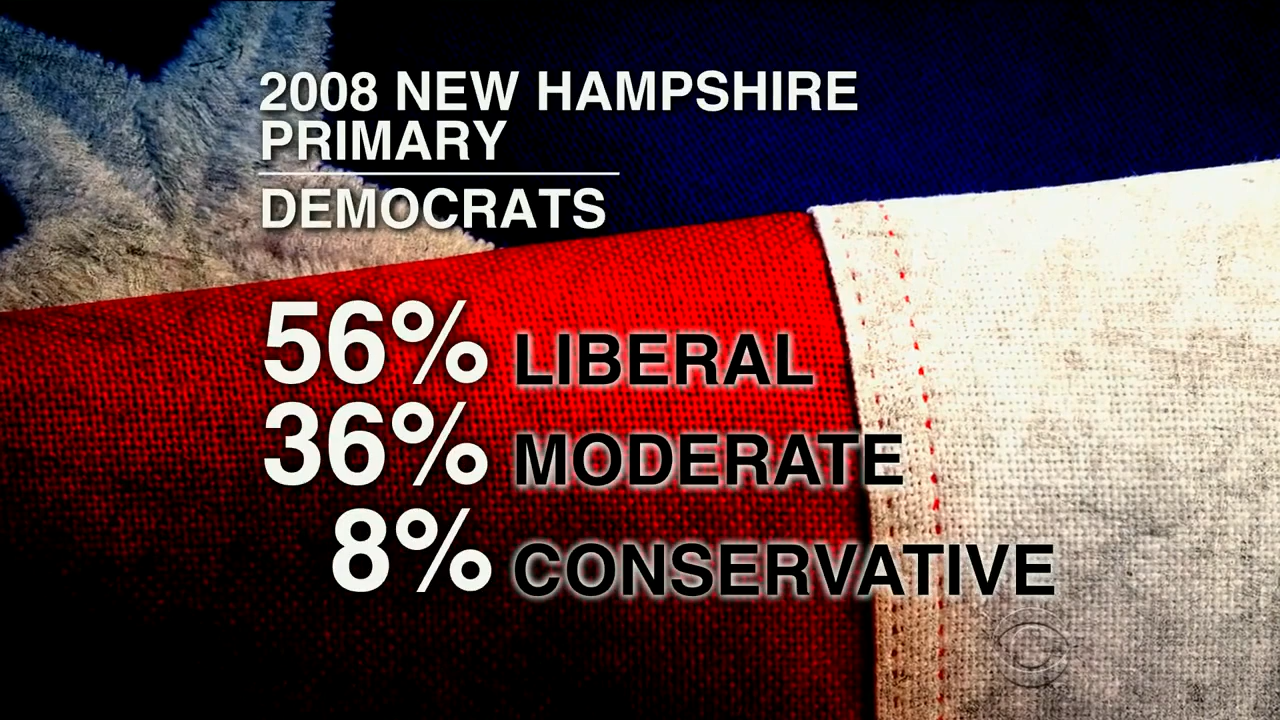 2008 NEW HAMPSHIRE
PRIMARY
DEMOCRATS
56% LIBERAL
36% MODERATE
8% CONSERVATIVE